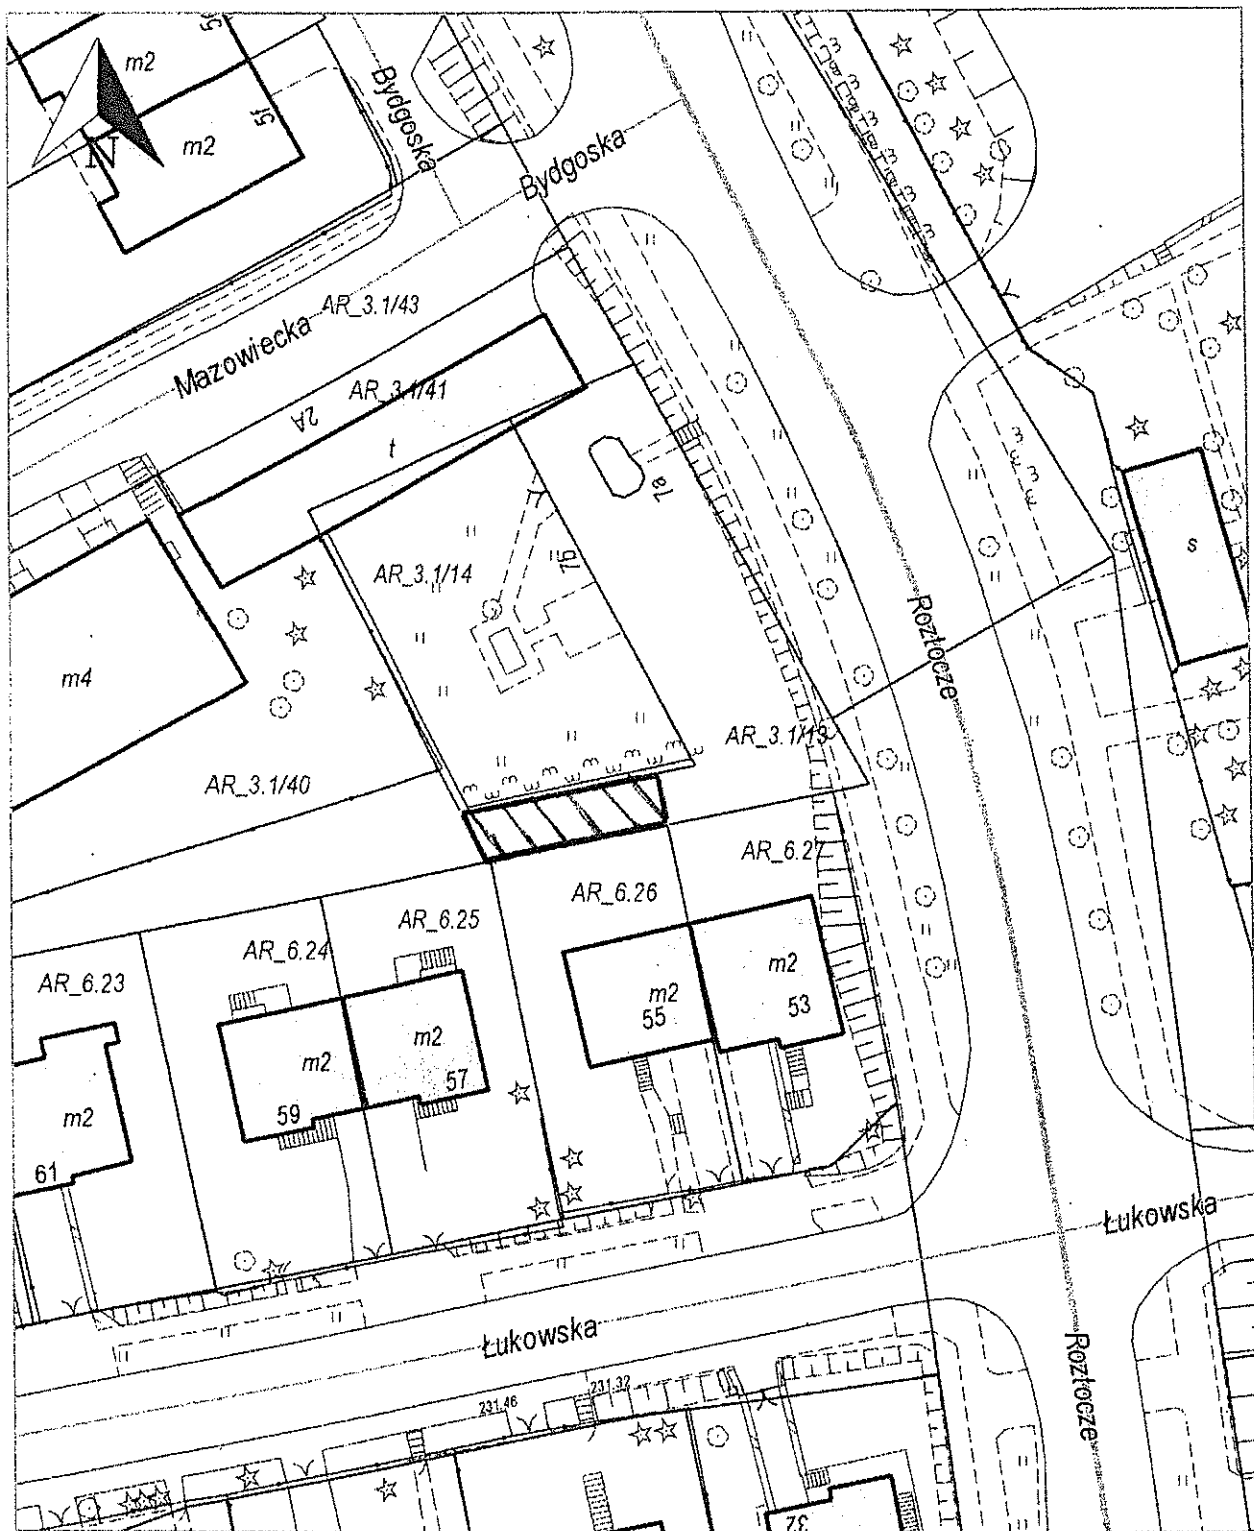 5g
m2
5f
m2
N
Bydgoska
Bydgoska
AR_3.1/43
Mazowiecka
AR_3.1/41
2A
t
7a
s
AR_3.1/14
7b
Roztocze
m4
AR_3.1/13
AR_3.1/40
AR_6.27
AR_6.26
AR_6.25
AR_6.24
AR_6.23
m2
m2
55
53
m2
m2
57
59
m2
61
Łukowska
Łukowska
Roztocze
231.32
231.46
32